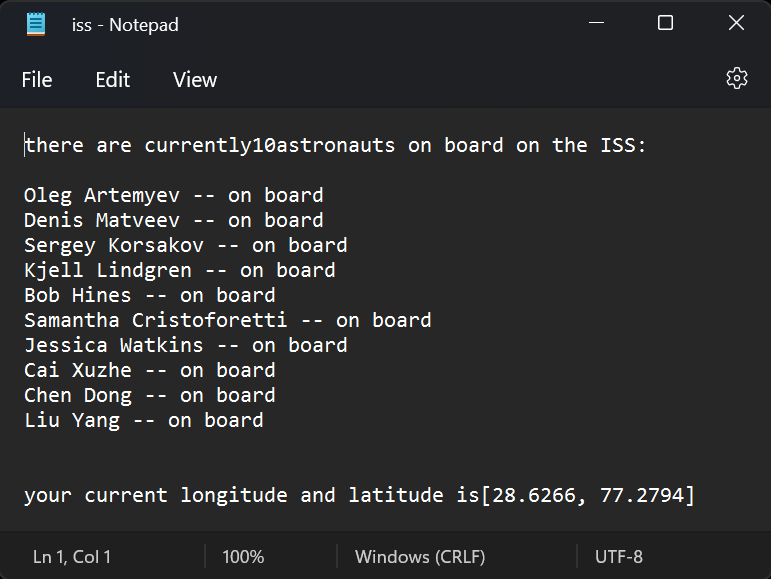 iss - Notepad
File Edit View
there are currently10astronauts on board on the ISS:
Oleg Artemyev -- on board
Denis Matveev -- on board
Sergey Korsakov -- on board
Kjell Lindgren -- on board
Bob Hines -- on board
Samantha Cristoforetti -- on board
Jessica Watkins -- on board
Cai Xuzhe -- on board
Chen Dong -- on board
Liu Yang -- on board
your current longitude and latitude is[28.6266, 77.2794]
Ln 1, Col 1 100% Windows (CRLF) UTF-8